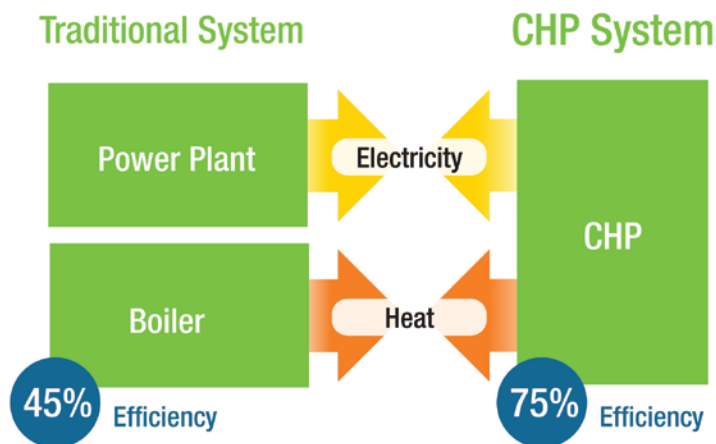 Traditional System
CHP System
Power Plant
Electricity
CHP
Boiler
Heat
45% Efficiency
75% Efficiency